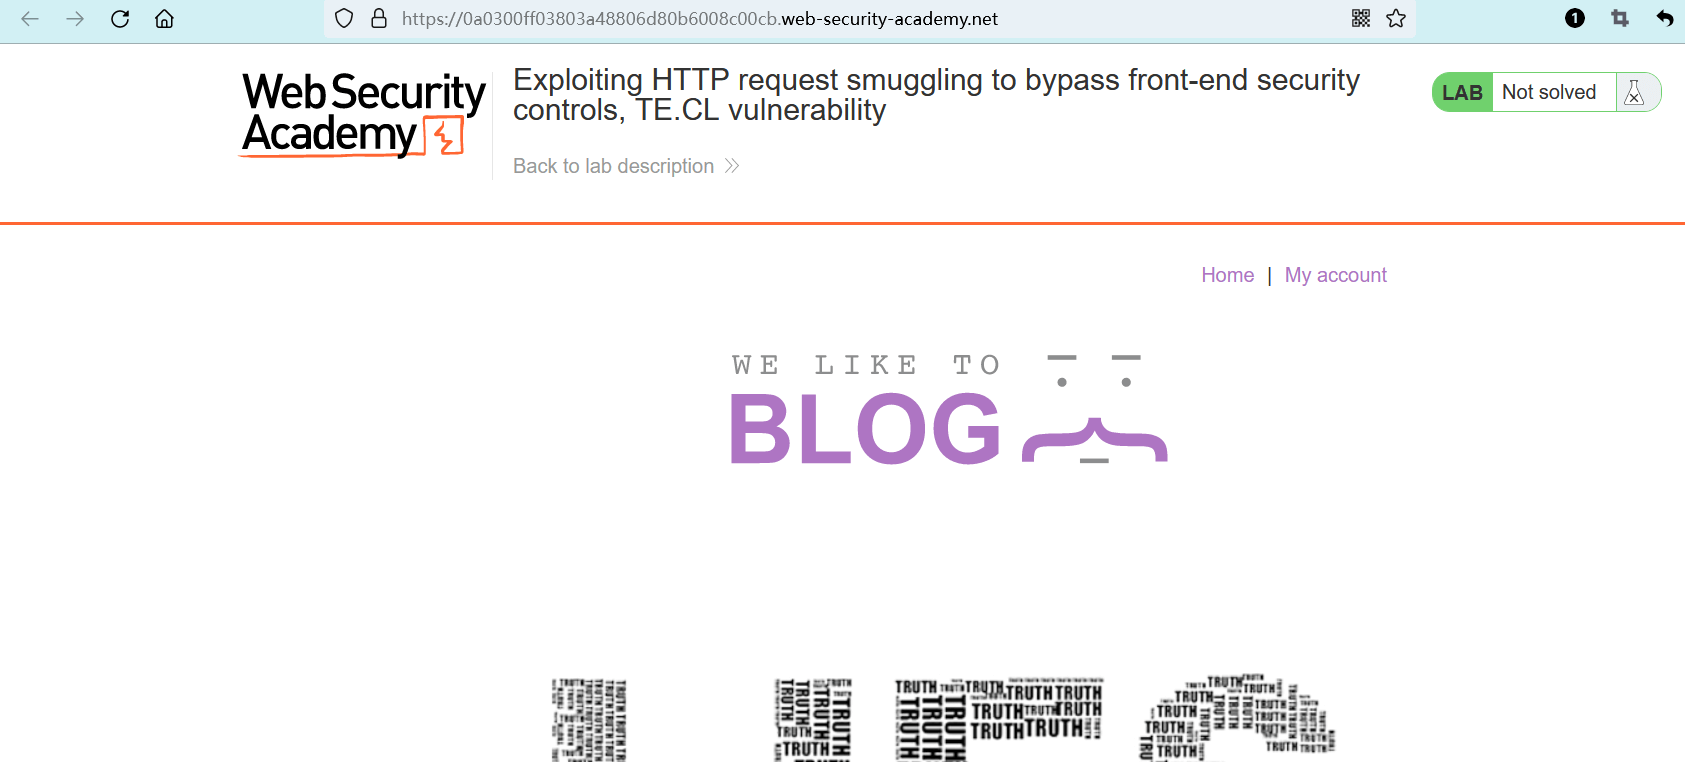 https://0a0300ff03803a48806d80b6008c00cb.web-security-academy.net
1
Web Security
Academy
Exploiting HTTP request smuggling to bypass front-end security
controls, TE.CL vulnerability
Back to lab description
LAB Not solved
Home | My account
WE LIKE TO
BLOG
TRUTH TRUTH TRUTH TRUTH TRUTH TRUTH
TRUTH TRUTH TRUTH
TRUTH TRUTH
TRUTH